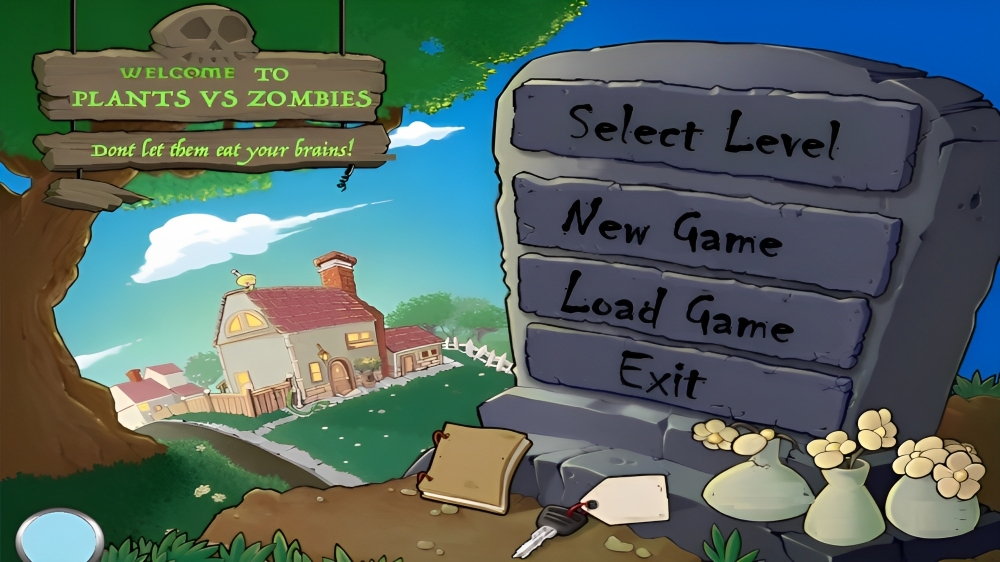 WELCOME TO
PLANTS VS ZOMBIES
Dont let them eat your brains!
Select Level
New Game
Load Game
Exit